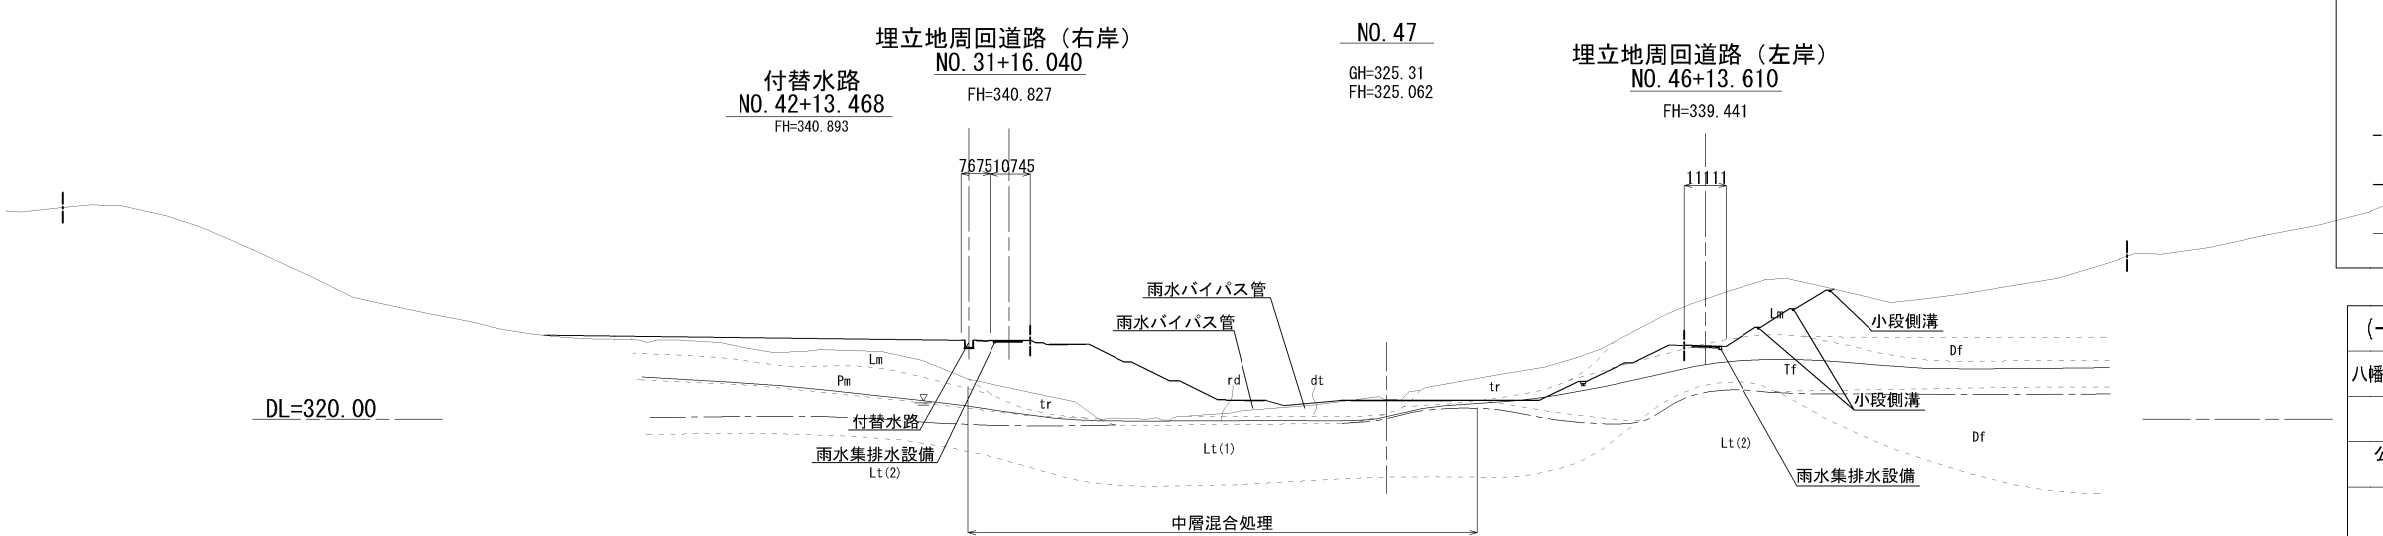 埋立地周回道路（右岸）
NO.31+16.040
FH=340.827
NO.47
GH=325.31
FH=325.062
埋立地周回道路（左岸）
NO.46+13.610
FH=339.441
付替水路
NO.42+13.468
FH=340.893
767510745
11111
雨水バイパス管
雨水バイパス管
小段側溝
Lm
Df
Lm
Pm
rd
dt
tr
Tf
tr
DL=320.00
小段側溝
付替水路
Lt(1)
Lt(2)
Df
雨水集排水設備
Lt(2)
雨水集排水設備
中層混合処理
八幡